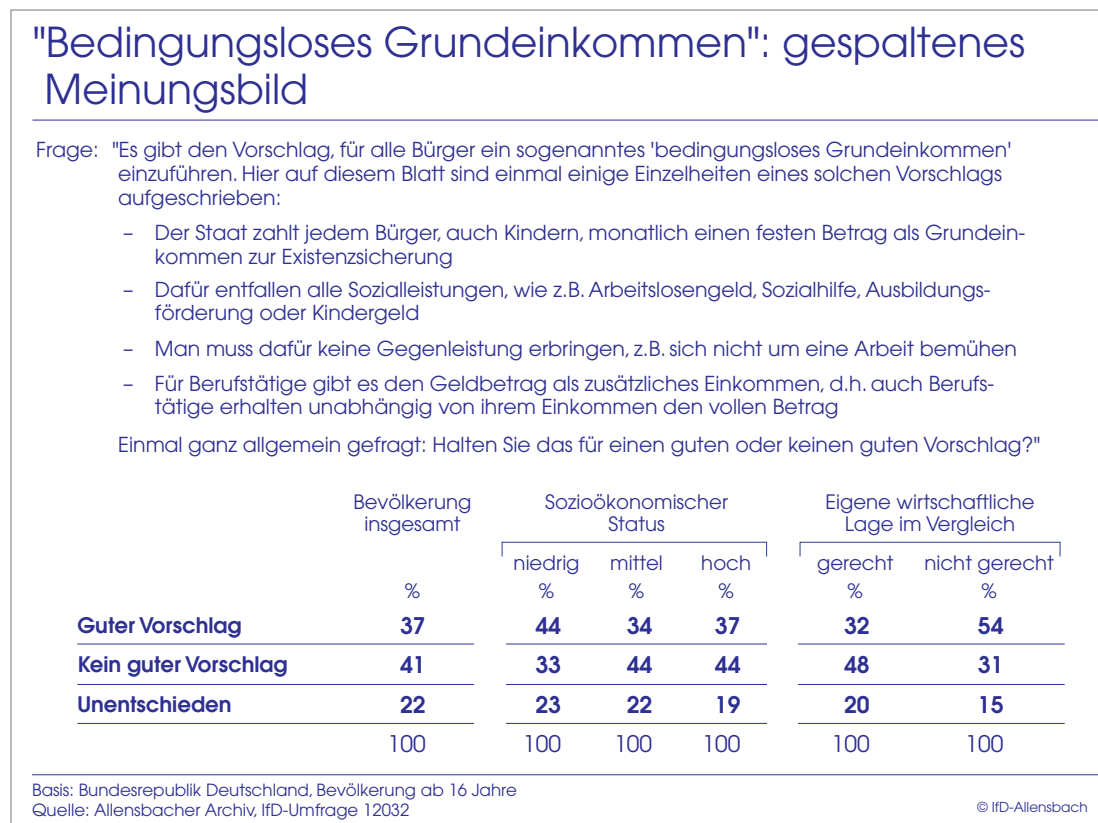 "Bedingungsloses Grundeinkommen": gespaltenes
Meinungsbild
Frage: "Es gibt den Vorschlag, für alle Bürger ein sogenanntes 'bedingungsloses Grundeinkommen'
einzuführen. Hier auf diesem Blatt sind einmal einige Einzelheiten eines solchen Vorschlags
aufgeschrieben:
– Der Staat zahlt jedem Bürger, auch Kindern, monatlich einen festen Betrag als Grundein-
kommen zur Existenzsicherung
– Dafür entfallen alle Sozialleistungen, wie z.B. Arbeitslosengeld, Sozialhilfe, Ausbildungs-
förderung oder Kindergeld
– Man muss dafür keine Gegenleistung erbringen, z.B. sich nicht um eine Arbeit bemühen
– Für Berufstätige gibt es den Geldbetrag als zusätzliches Einkommen, d.h. auch Berufs-
tätige erhalten unabhängig von ihrem Einkommen den vollen Betrag
Einmal ganz allgemein gefragt: Halten Sie das für einen guten oder keinen guten Vorschlag?"
Bevölkerung Sozioökonomischer Eigene wirtschaftliche
insgesamt Status Lage im Vergleich
niedrig mittel hoch gerecht nicht gerecht
% % % % % %
Guter Vorschlag 37 44 34 37 32 54
Kein guter Vorschlag 41 33 44 44 48 31
Unentschieden 22 23 22 19 20 15
100 100 100 100 100 100
Basis: Bundesrepublik Deutschland, Bevölkerung ab 16 Jahre
Quelle: Allensbacher Archiv, IfD-Umfrage 12032 © IfD-Allensbach